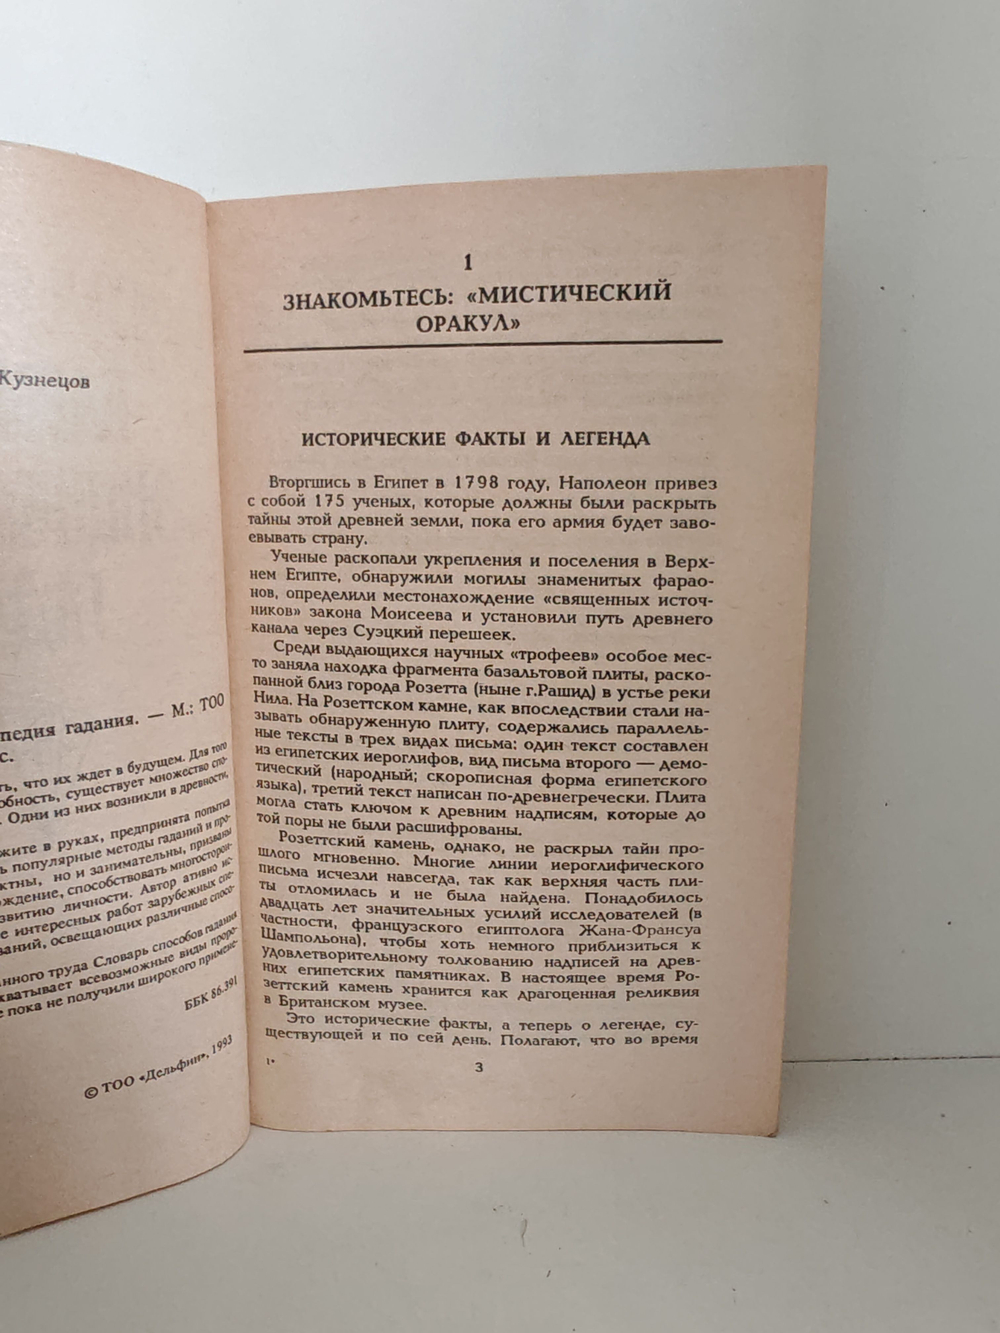 Кузнецов
педия гадания. — М.: ТОО
с.
ть, что их ждет в будущем. Для того
обность, существует множество спо-
. Одни из них возникли в древности,
жите в руках, предпринята попытка
ь популярные методы гаданий и про-
ктны, но и занимательны, призваны
ождение, способствовать многосторон-
звитию личности. Автор ативно ис-
е интересных работ зарубежных спе-
ваний, освещающих различные спосо-
нного труда Словарь способов гадания
хватывает всевозможные виды проро-
е пока не получили широкого примене-
ББК 86.391
© ТОО «Дельфин», 1993
1
ЗНАКОМЬТЕСЬ: «МИСТИЧЕСКИЙ
ОРАКУЛ»
ИСТОРИЧЕСКИЕ ФАКТЫ И ЛЕГЕНДА
Вторгшись в Египет в 1798 году, Наполеон привез
с собой 175 ученых, которые должны были раскрыть
тайны этой древней земли, пока его армия будет заво-
евывать страну.
Ученые раскопали укрепления и поселения в Верх-
нем Египте, обнаружили могилы знаменитых фарао-
нов, определили местонахождение «священных источ-
ников» закона Моисеева и установили путь древнего
канала через Суэцкий перешеек.
Среди выдающихся научных «трофеев» особое мес-
то заняла находка фрагмента базальтовой плиты, раско-
панной близ города Розетта (ныне г.Рашид) в устье реки
Нила. На Розеттском камне, как впоследствии стали на-
зывать обнаруженную плиту, содержались параллель-
ные тексты в трех видах письма: один текст составлен
из египетских иероглифов, вид письма второго — демо-
тический (народный; скорописная форма египетского
языка), третий текст написан по-древнегречески. Плита
могла стать ключом к древним надписям, которые до
той поры не были расшифрованы.
Розеттский камень, однако, не раскрыл тайн про-
шлого мгновенно. Многие линии иероглифического
письма исчезли навсегда, так как верхняя часть пли-
ты отломилась и не была найдена. Понадобилось
двадцать лет значительных усилий исследователей (в
частности, французского египтолога Жана-Франсуа
Шампольона), чтобы хоть немного приблизиться к
удовлетворительному толкованию надписей на древ-
них египетских памятниках. В настоящее время Ро-
зеттский камень хранится как драгоценная реликвия
в Британском музее.
Это исторические факты, а теперь о легенде, су-
ществующей и по сей день. Полагают, что во время
1*
3